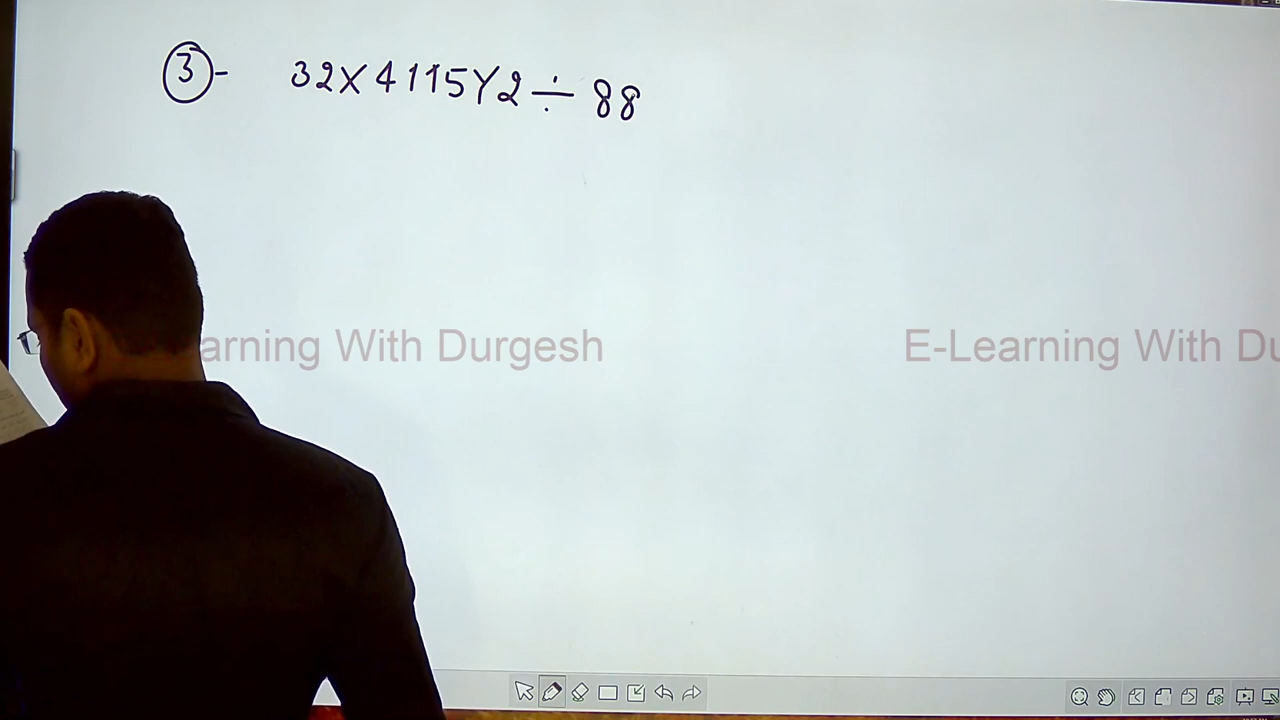 ③- 32X4115Y2 ÷ 88
arning With Durgesh E-Learning With Du